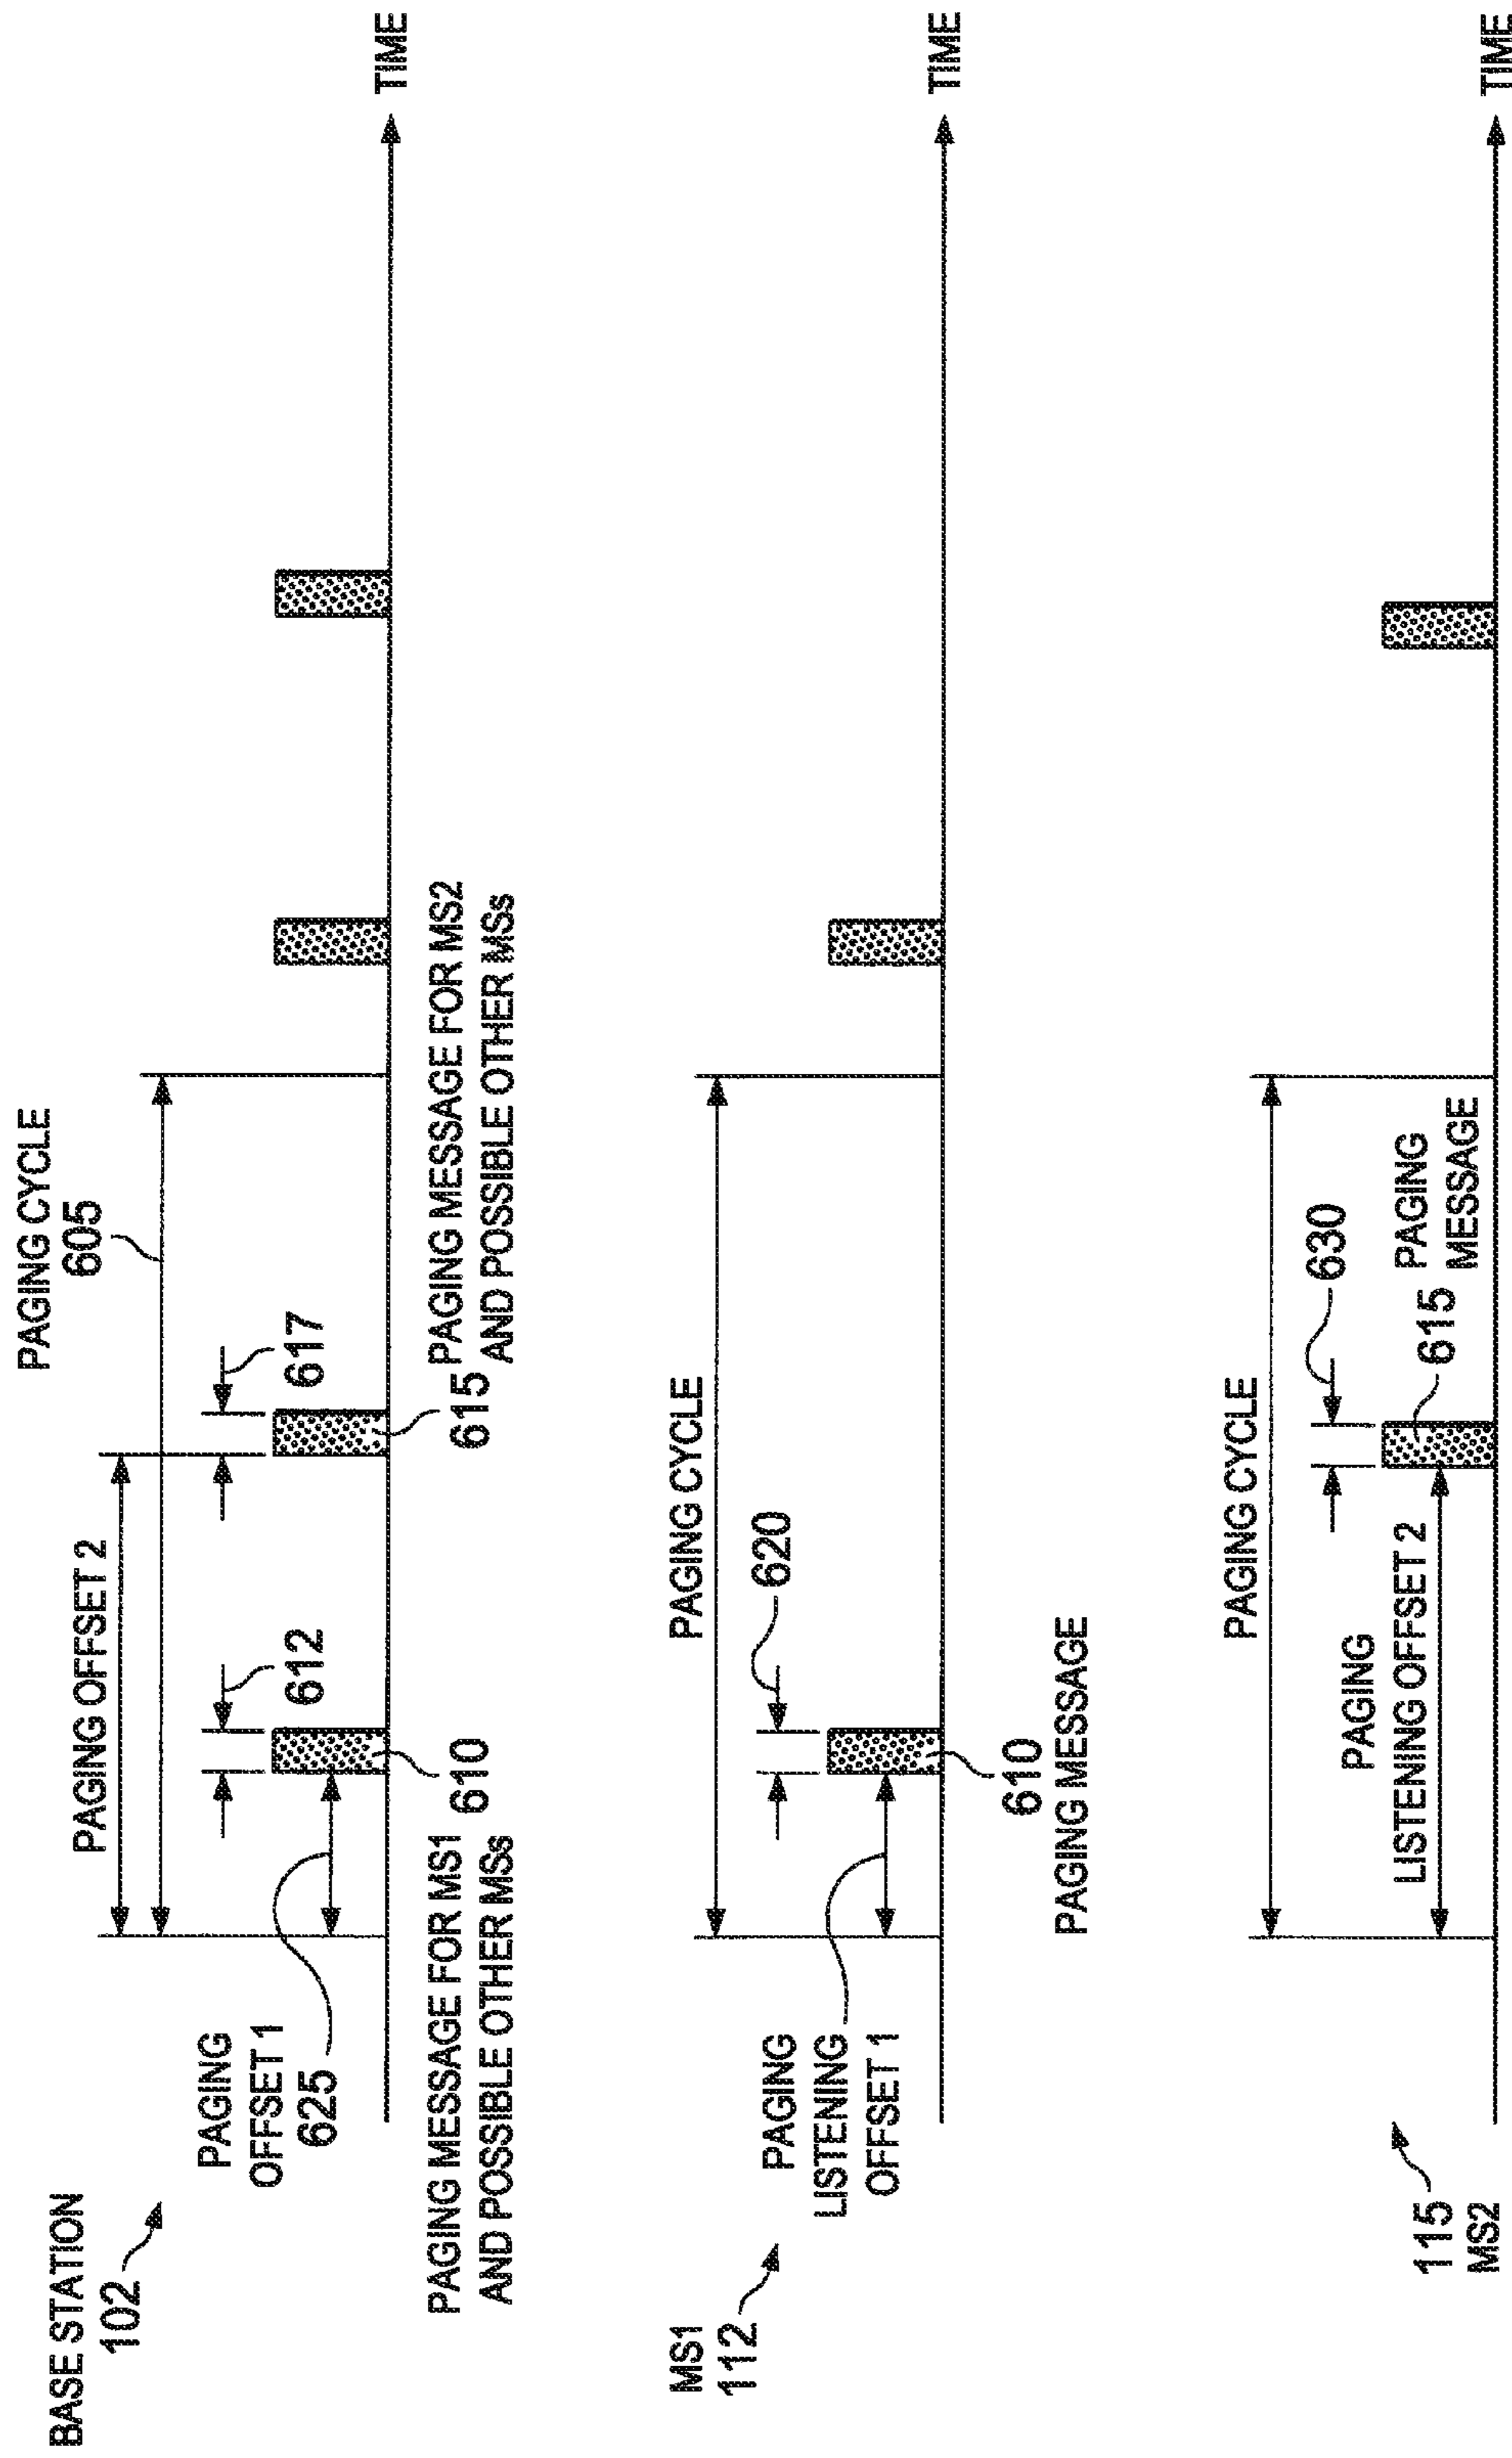 BASE STATION
102
PAGING CYCLE
605
PAGING OFFSET 2
PAGING
OFFSET 1
625
612
617
610
615
PAGING MESSAGE FOR MS1
AND POSSIBLE OTHER MSs
PAGING MESSAGE FOR MS2
AND POSSIBLE OTHER MSs
TIME
MS1
112
PAGING CYCLE
620
PAGING
LISTENING
OFFSET 1
610
PAGING MESSAGE
TIME
115
MS2
PAGING CYCLE
630
PAGING
LISTENING OFFSET 2
615
PAGING
MESSAGE
TIME